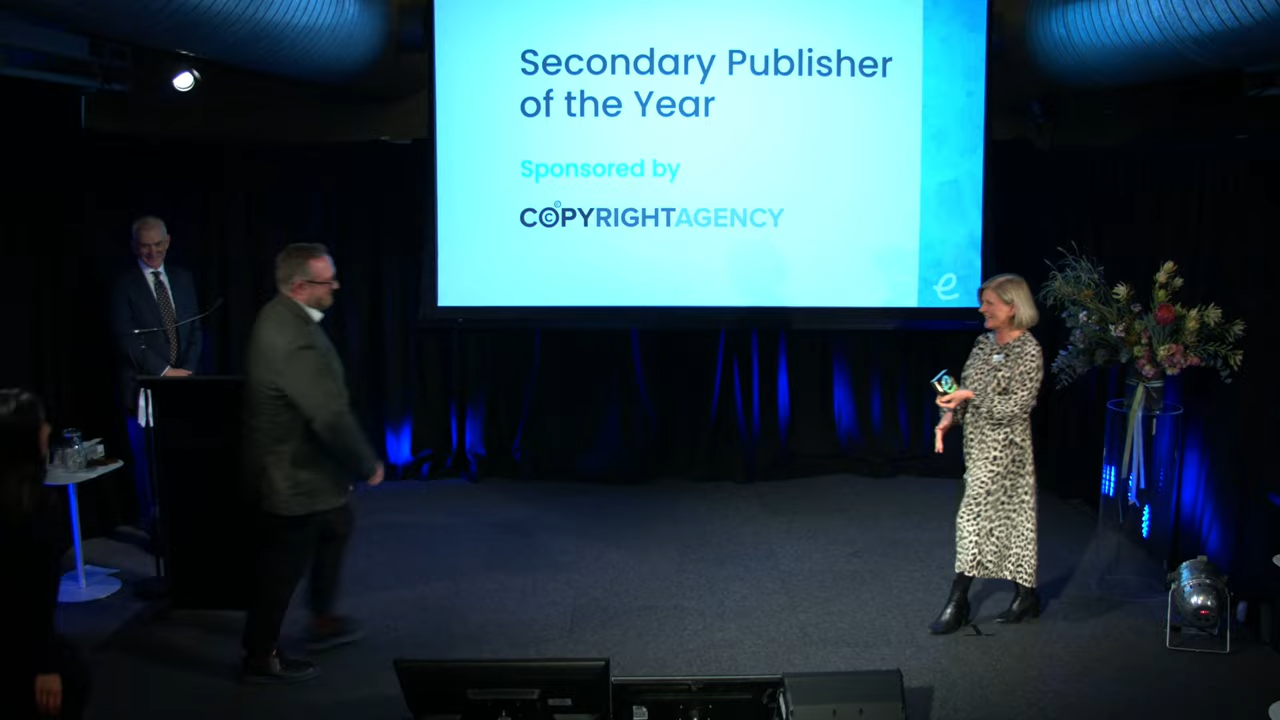 Secondary Publisher
of the Year
Sponsored by
COPYRIGHTAGENCY